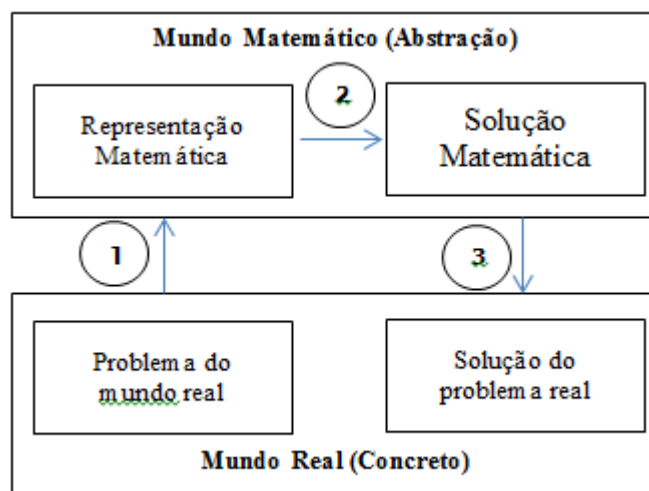 Mundo Matemático (Abstração)
2
Representação
Matemática
Solução
Matemática
1
3
Problema do
mundo real
Solução do
problema real
Mundo Real (Concreto)